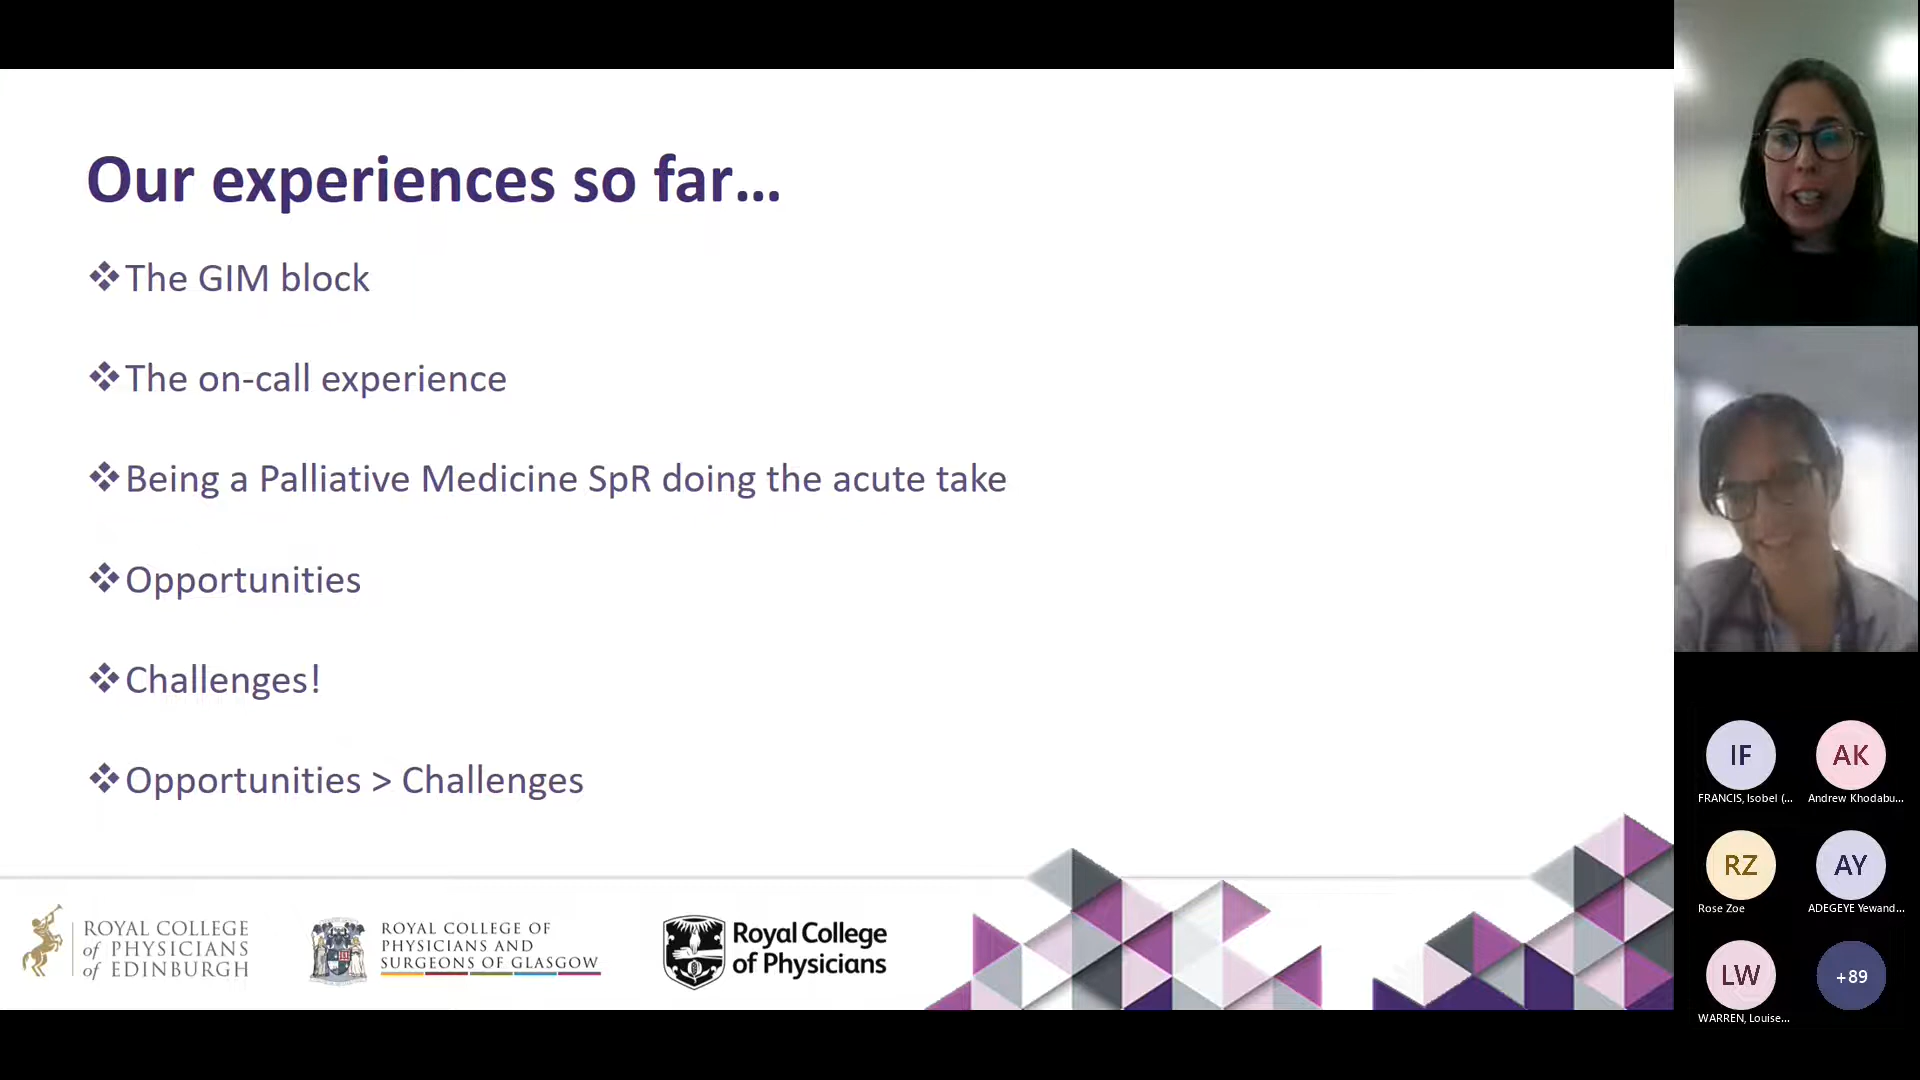 Our experiences so far...
❖The GIM block
❖The on-call experience
❖Being a Palliative Medicine SpR doing the acute take
❖Opportunities
❖Challenges!
❖Opportunities > Challenges
ROYAL COLLEGE
of PHYSICIANS
of EDINBURGH
ROYAL COLLEGE OF
PHYSICIANS AND
SURGEONS OF GLASGOW
Royal College
of Physicians
IF
FRANCIS, Isobel (...
AK
Andrew Khodabu...
RZ
Rose Zoe
AY
ADEGEYE Yewand...
LW
WARREN, Louise...
+89